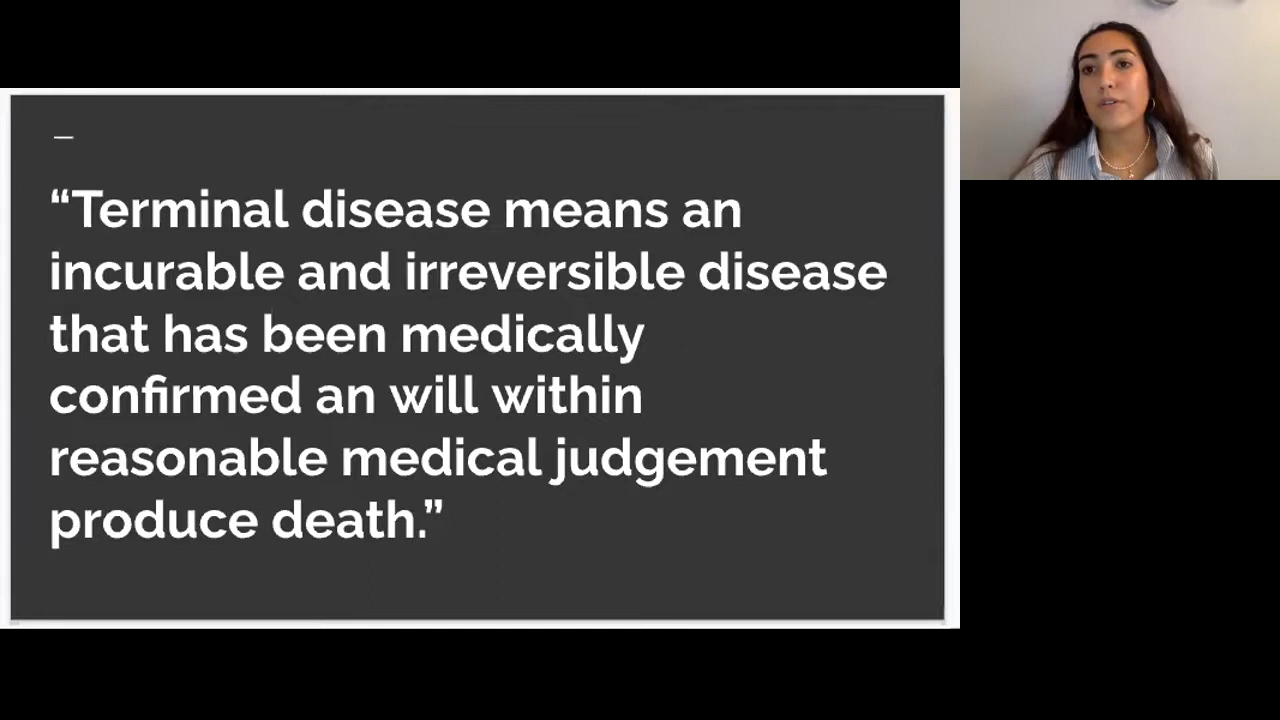 “Terminal disease means an
incurable and irreversible disease
that has been medically
confirmed an will within
reasonable medical judgement
produce death.”